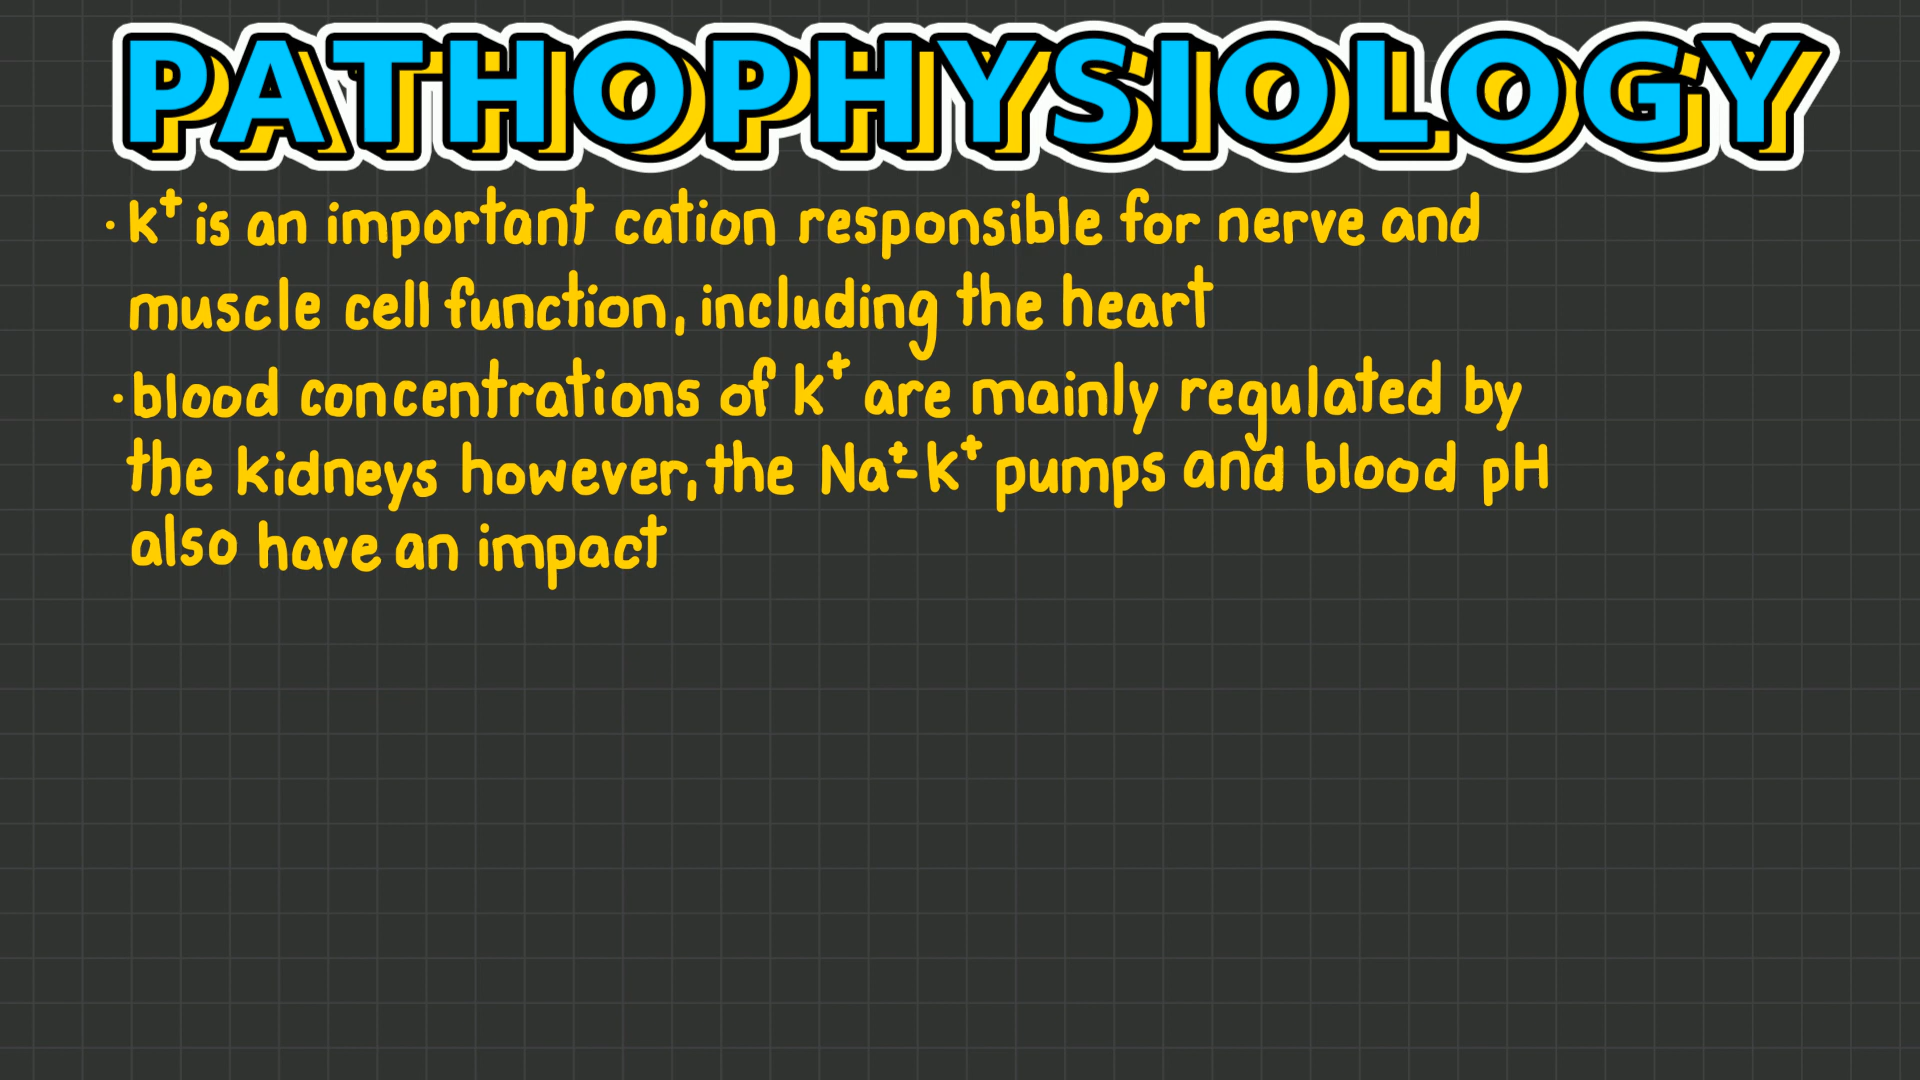 PATHOPHYSIOLOGY
· K⁺ is an important cation responsible for nerve and
muscle cell function, including the heart
· blood concentrations of K⁺ are mainly regulated by
the kidneys however, the Na⁺-K⁺ pumps and blood pH
also have an impact